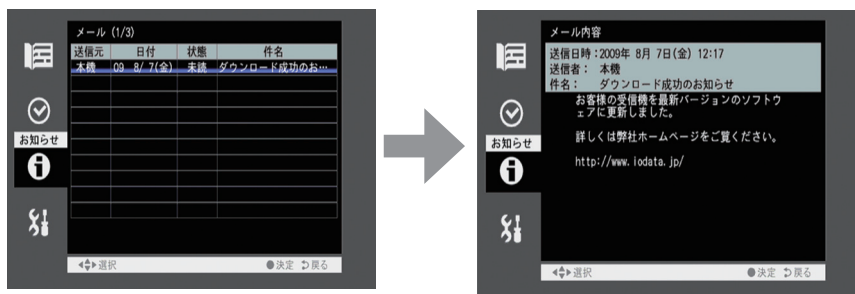 メール (1/3)
送信元 日付 状態 件名
本機 09 8/ 7(金) 未読 ダウンロード成功のお…
お知らせ
選択 ●決定 戻る
メール内容
送信日時:2009年 8月 7日(金) 12:17
送信者: 本機
件名: ダウンロード成功のお知らせ
お客様の受信機を最新バージョンのソフトウ
ェアに更新しました。
詳しくは弊社ホームページをご覧ください。
http://www.iodata.jp/
お知らせ
選択 ●決定 戻る